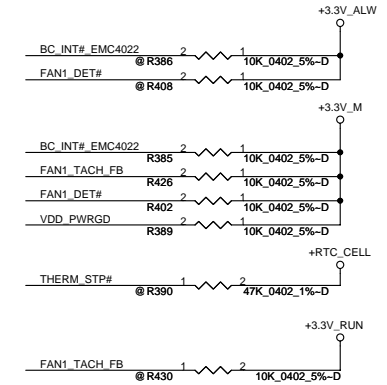 +3.3V_ALW
BC_INT#_EMC4022 2 1
@ R386 10K_0402_5%~D
FAN1_DET# 2 1
@ R408 10K_0402_5%~D
+3.3V_M
BC_INT#_EMC4022 2 1
R385 10K_0402_5%~D
FAN1_TACH_FB 2 1
R426 10K_0402_5%~D
FAN1_DET# 2 1
R402 10K_0402_5%~D
VDD_PWRGD 2 1
R389 10K_0402_5%~D
+RTC_CELL
THERM_STP# 1 2
@ R390 47K_0402_1%~D
+3.3V_RUN
FAN1_TACH_FB 1 2
@ R430 10K_0402_5%~D